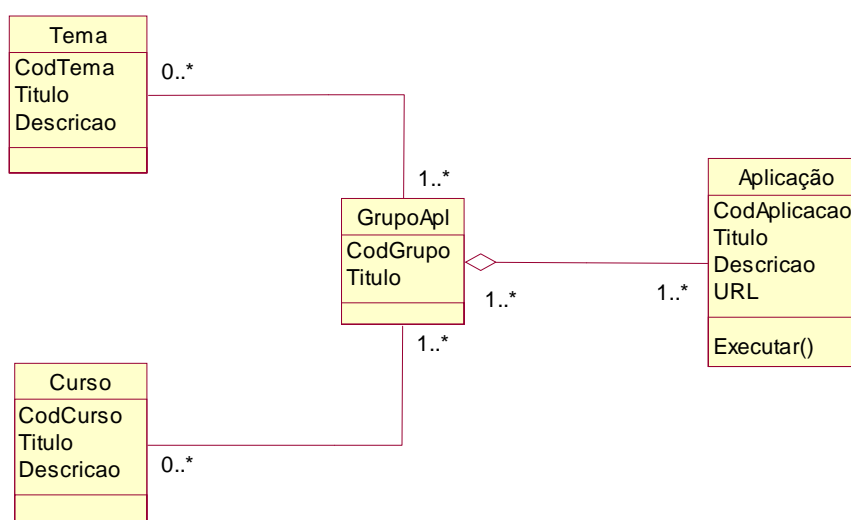 Tema
CodTema
Titulo
Descricao
0..*
1..*
GrupoApl
CodGrupo
Titulo
1..*
1..*
Aplicação
CodAplicacao
Titulo
Descricao
URL
Executar()
1..*
Curso
CodCurso
Titulo
Descricao
0..*